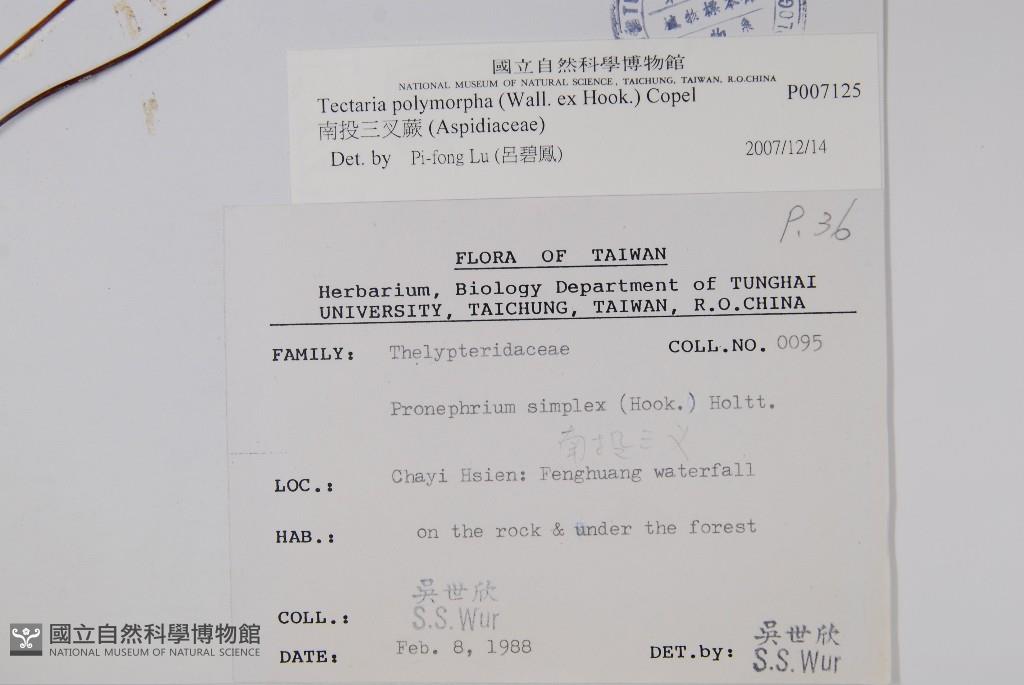 植物標本
國立自然科學博物館
NATIONAL MUSEUM OF NATURAL SCIENCE, TAICHUNG, TAIWAN, R.O.CHINA
Tectaria polymorpha (Wall. ex Hook.) Copel P007125
南投三叉蕨 (Aspidiaceae)
Det. by Pi-fong Lu (呂碧鳳) 2007/12/14
P. 36
FLORA OF TAIWAN
Herbarium, Biology Department of TUNGHAI
UNIVERSITY, TAICHUNG, TAIWAN, R.O.CHINA
FAMILY: Thelypteridaceae COLL.NO. 0095
Pronephrium simplex (Hook.) Holtt.
南投三叉
LOC.: Chayi Hsien: Fenghuang waterfall
HAB.: on the rock & under the forest
吳世欣
COLL.: S.S.Wur
DATE: Feb. 8, 1988
吳世欣
DET.by: S.S.Wur
國立自然科學博物館
NATIONAL MUSEUM OF NATURAL SCIENCE